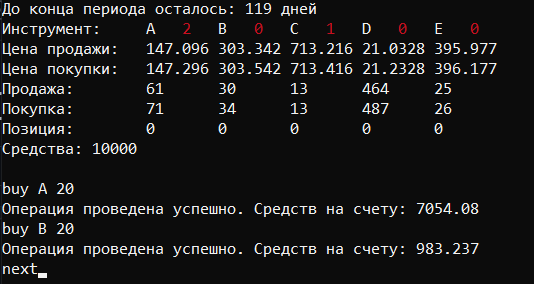 До конца периода осталось: 119 дней
Инструмент: A 2 B 0 C 1 D 0 E 0
Цена продажи: 147.096 303.342 713.216 21.0328 395.977
Цена покупки: 147.296 303.542 713.416 21.2328 396.177
Продажа: 61 30 13 464 25
Покупка: 71 34 13 487 26
Позиция: 0 0 0 0 0
Средства: 10000
buy A 20
Операция проведена успешно. Средств на счету: 7054.08
buy B 20
Операция проведена успешно. Средств на счету: 983.237
next